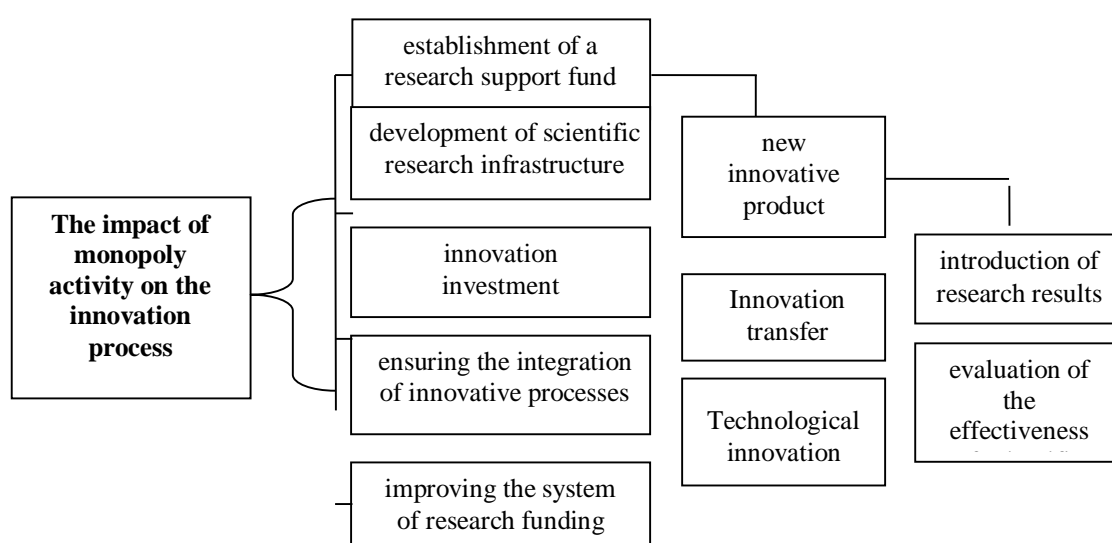 The impact of
monopoly
activity on the
innovation
process
establishment of a
research support fund
development of scientific
research infrastructure
innovation
investment
ensuring the integration
of innovative processes
improving the system
of research funding
new
innovative
product
Innovation
transfer
Technological
innovation
introduction of
research results
evaluation of
the
effectiveness